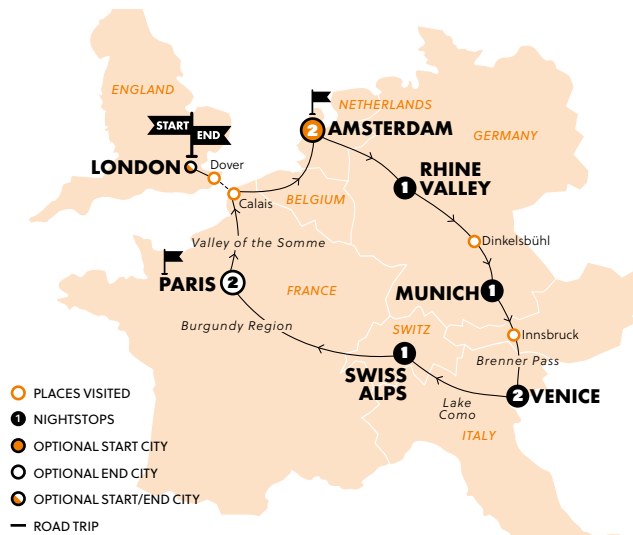 ENGLAND
NETHERLANDS
START
END
2
AMSTERDAM
GERMANY
LONDON
Dover
RHINE
VALLEY
1
Calais
BELGIUM
Valley of the Somme
Dinkelsbühl
PARIS
2
FRANCE
MUNICH
1
Burgundy Region
SWITZ
Innsbruck
1
Brenner Pass
SWISS
ALPS
PLACES VISITED
2
VENICE
Lake
Como
1
NIGHTSTOPS
ITALY
OPTIONAL START CITY
OPTIONAL END CITY
OPTIONAL START/END CITY
ROAD TRIP